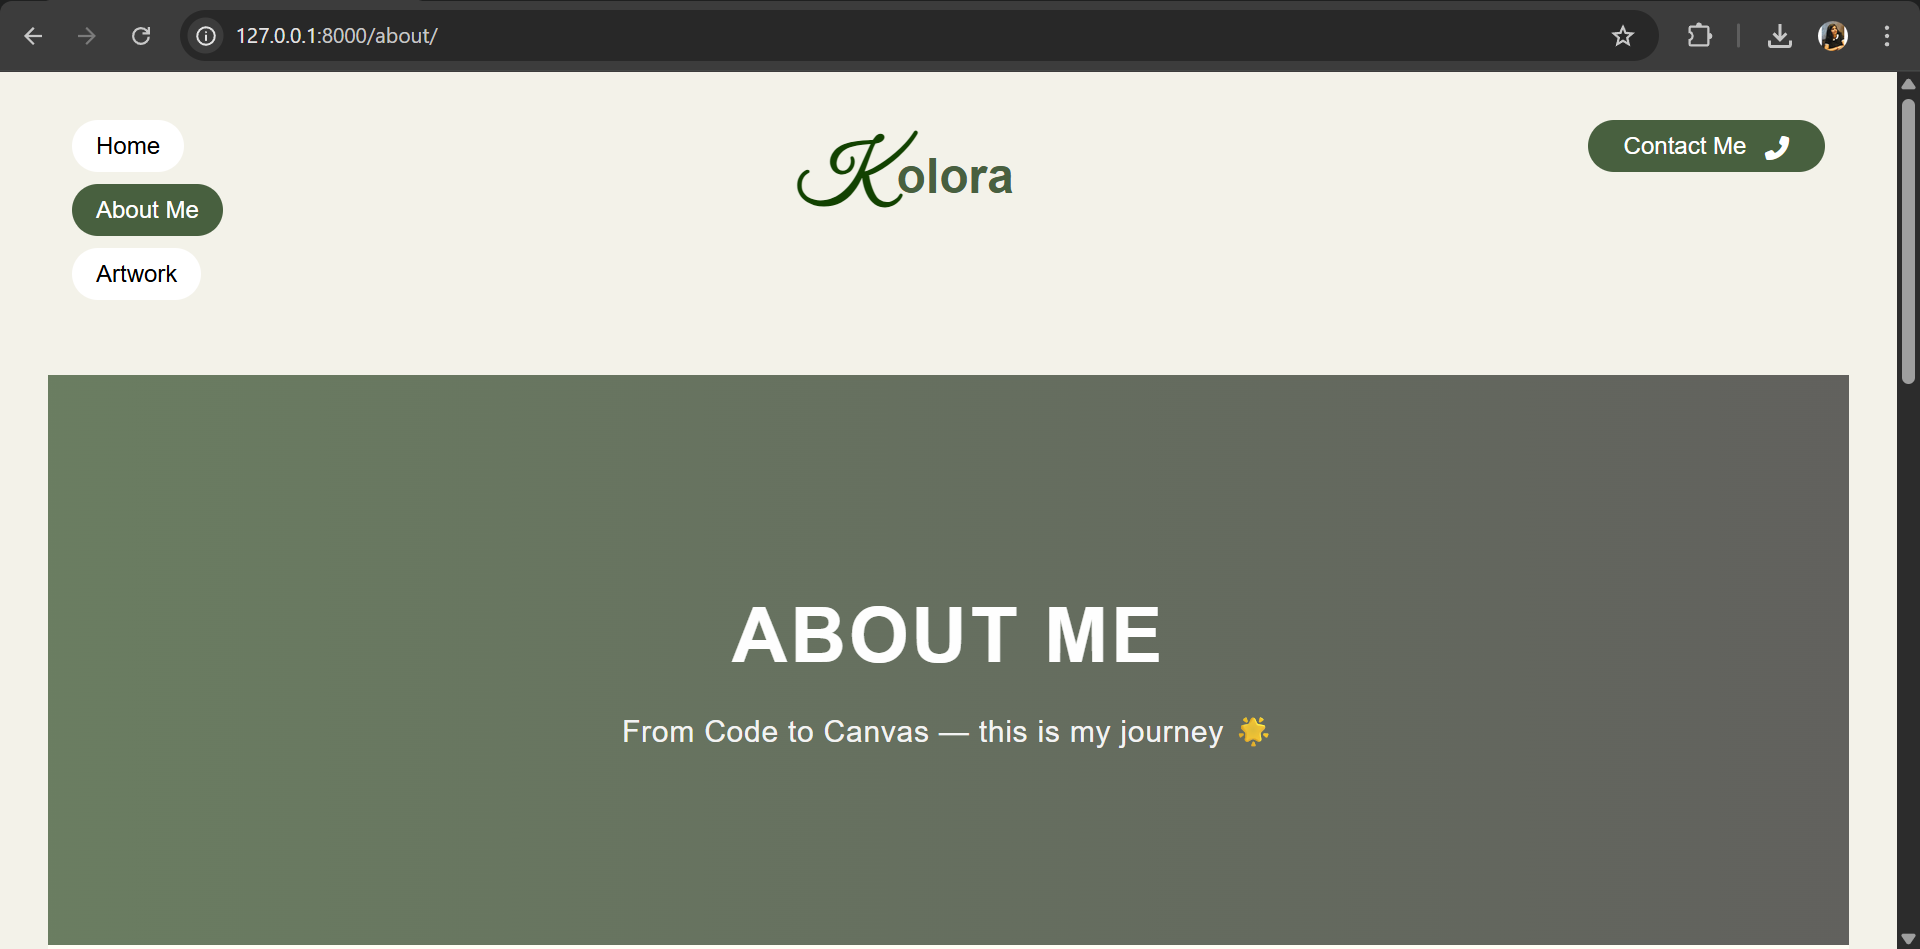 127.0.0.1:8000/about/
Home
Kolora
Contact Me
About Me
Artwork
ABOUT ME
From Code to Canvas — this is my journey 🌟